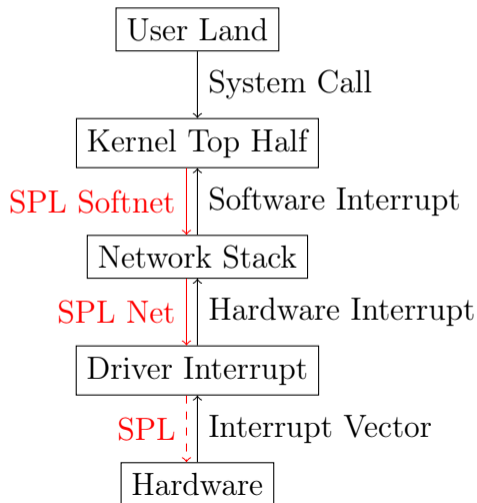 User Land
System Call
Kernel Top Half
SPL Softnet Software Interrupt
Network Stack
SPL Net Hardware Interrupt
Driver Interrupt
SPL Interrupt Vector
Hardware